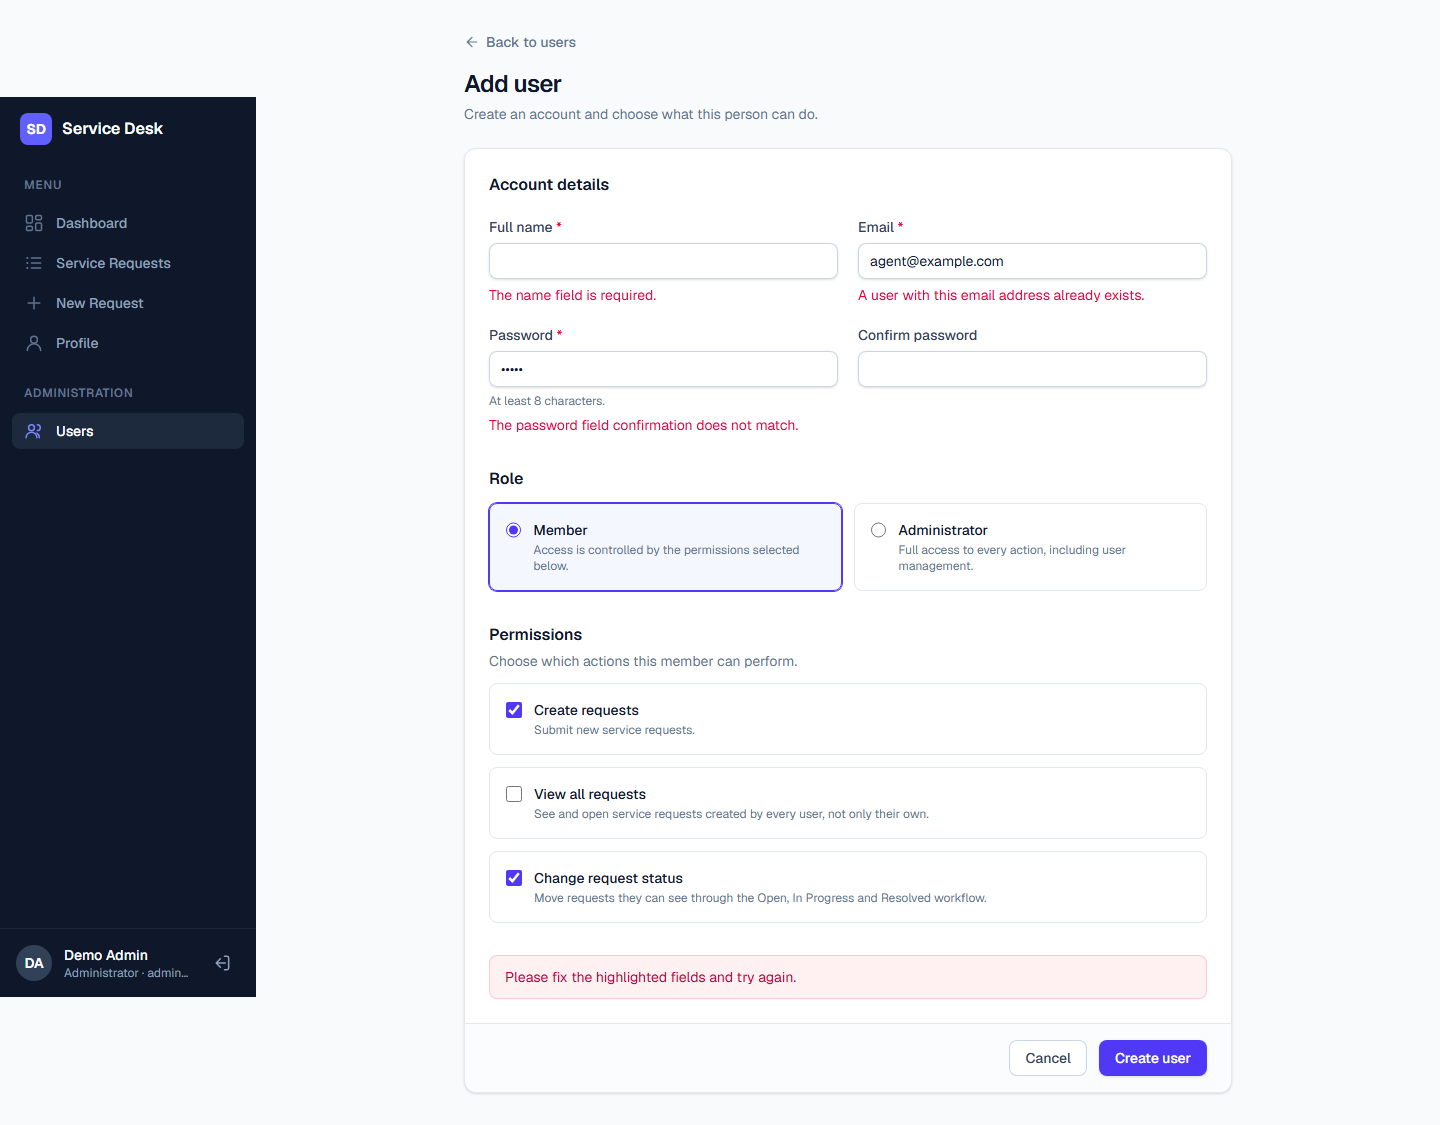 SD Service Desk
MENU
Dashboard
Service Requests
New Request
Profile
ADMINISTRATION
Users
DA
Demo Admin
Administrator · admin...
← Back to users
Add user
Create an account and choose what this person can do.
Account details
Full name *
The name field is required.
Email *
agent@example.com
A user with this email address already exists.
Password *
•••••
At least 8 characters.
The password field confirmation does not match.
Confirm password
Role
Member
Access is controlled by the permissions selected
below.
Administrator
Full access to every action, including user
management.
Permissions
Choose which actions this member can perform.
Create requests
Submit new service requests.
View all requests
See and open service requests created by every user, not only their own.
Change request status
Move requests they can see through the Open, In Progress and Resolved workflow.
Please fix the highlighted fields and try again.
Cancel
Create user